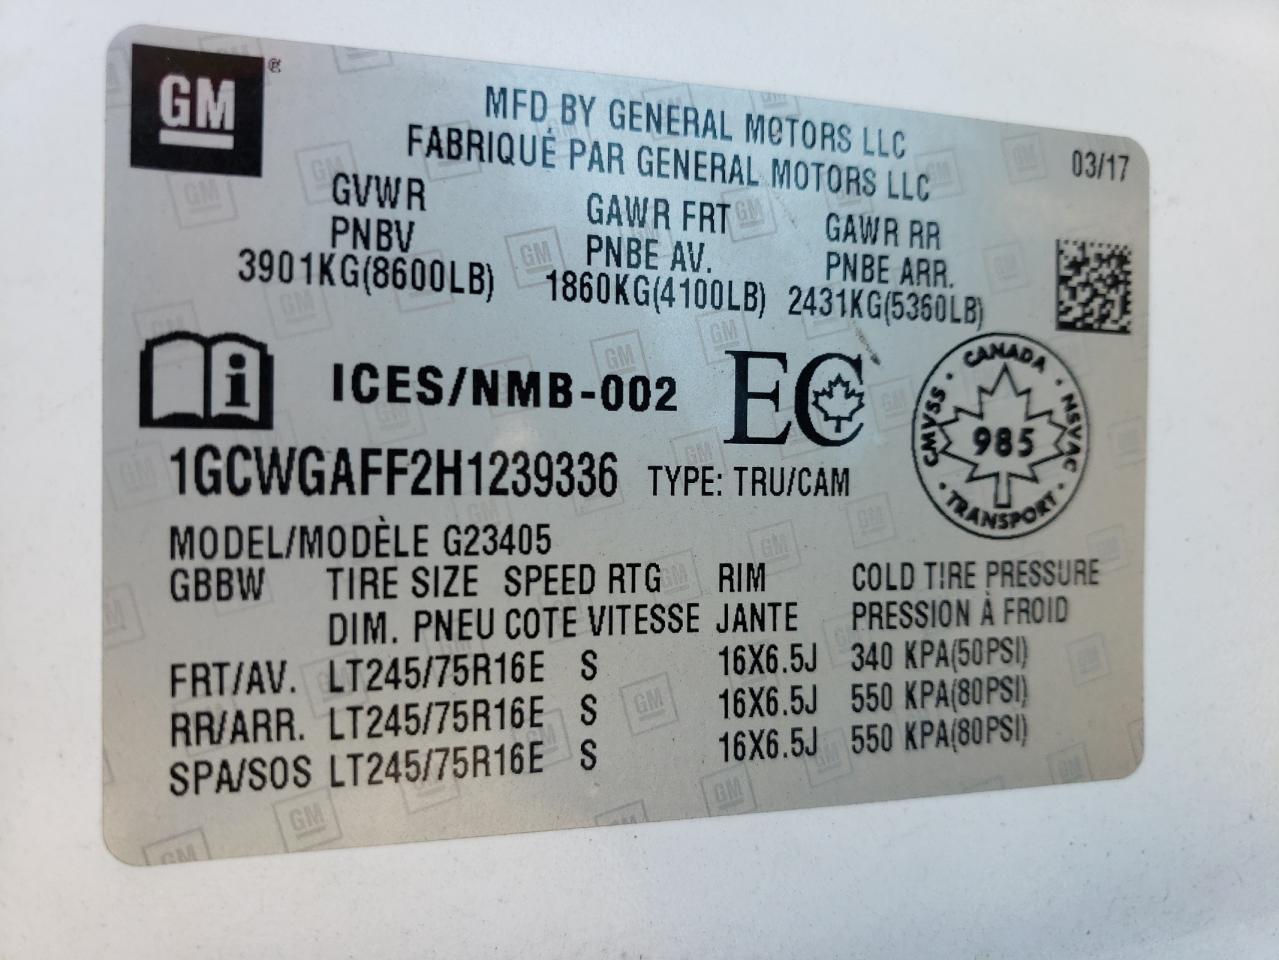 GM
MFD BY GENERAL MOTORS LLC
FABRIQUÉ PAR GENERAL MOTORS LLC
03/17
GVWR GAWR FRT GAWR RR
PNBV PNBE AV. PNBE ARR.
3901KG(8600LB) 1860KG(4100LB) 2431KG(5360LB)
ICES/NMB-002 EC
CANADA
CMVSS 985 NSVAC
TRANSPORT
1GCWGAFF2H1239336 TYPE: TRU/CAM
MODEL/MODÈLE G23405
GBBW TIRE SIZE SPEED RTG RIM COLD TIRE PRESSURE
DIM. PNEU COTE VITESSE JANTE PRESSION À FROID
FRT/AV. LT245/75R16E S 16X6.5J 340 KPA(50PSI)
RR/ARR. LT245/75R16E S 16X6.5J 550 KPA(80PSI)
SPA/SOS LT245/75R16E S 16X6.5J 550 KPA(80PSI)